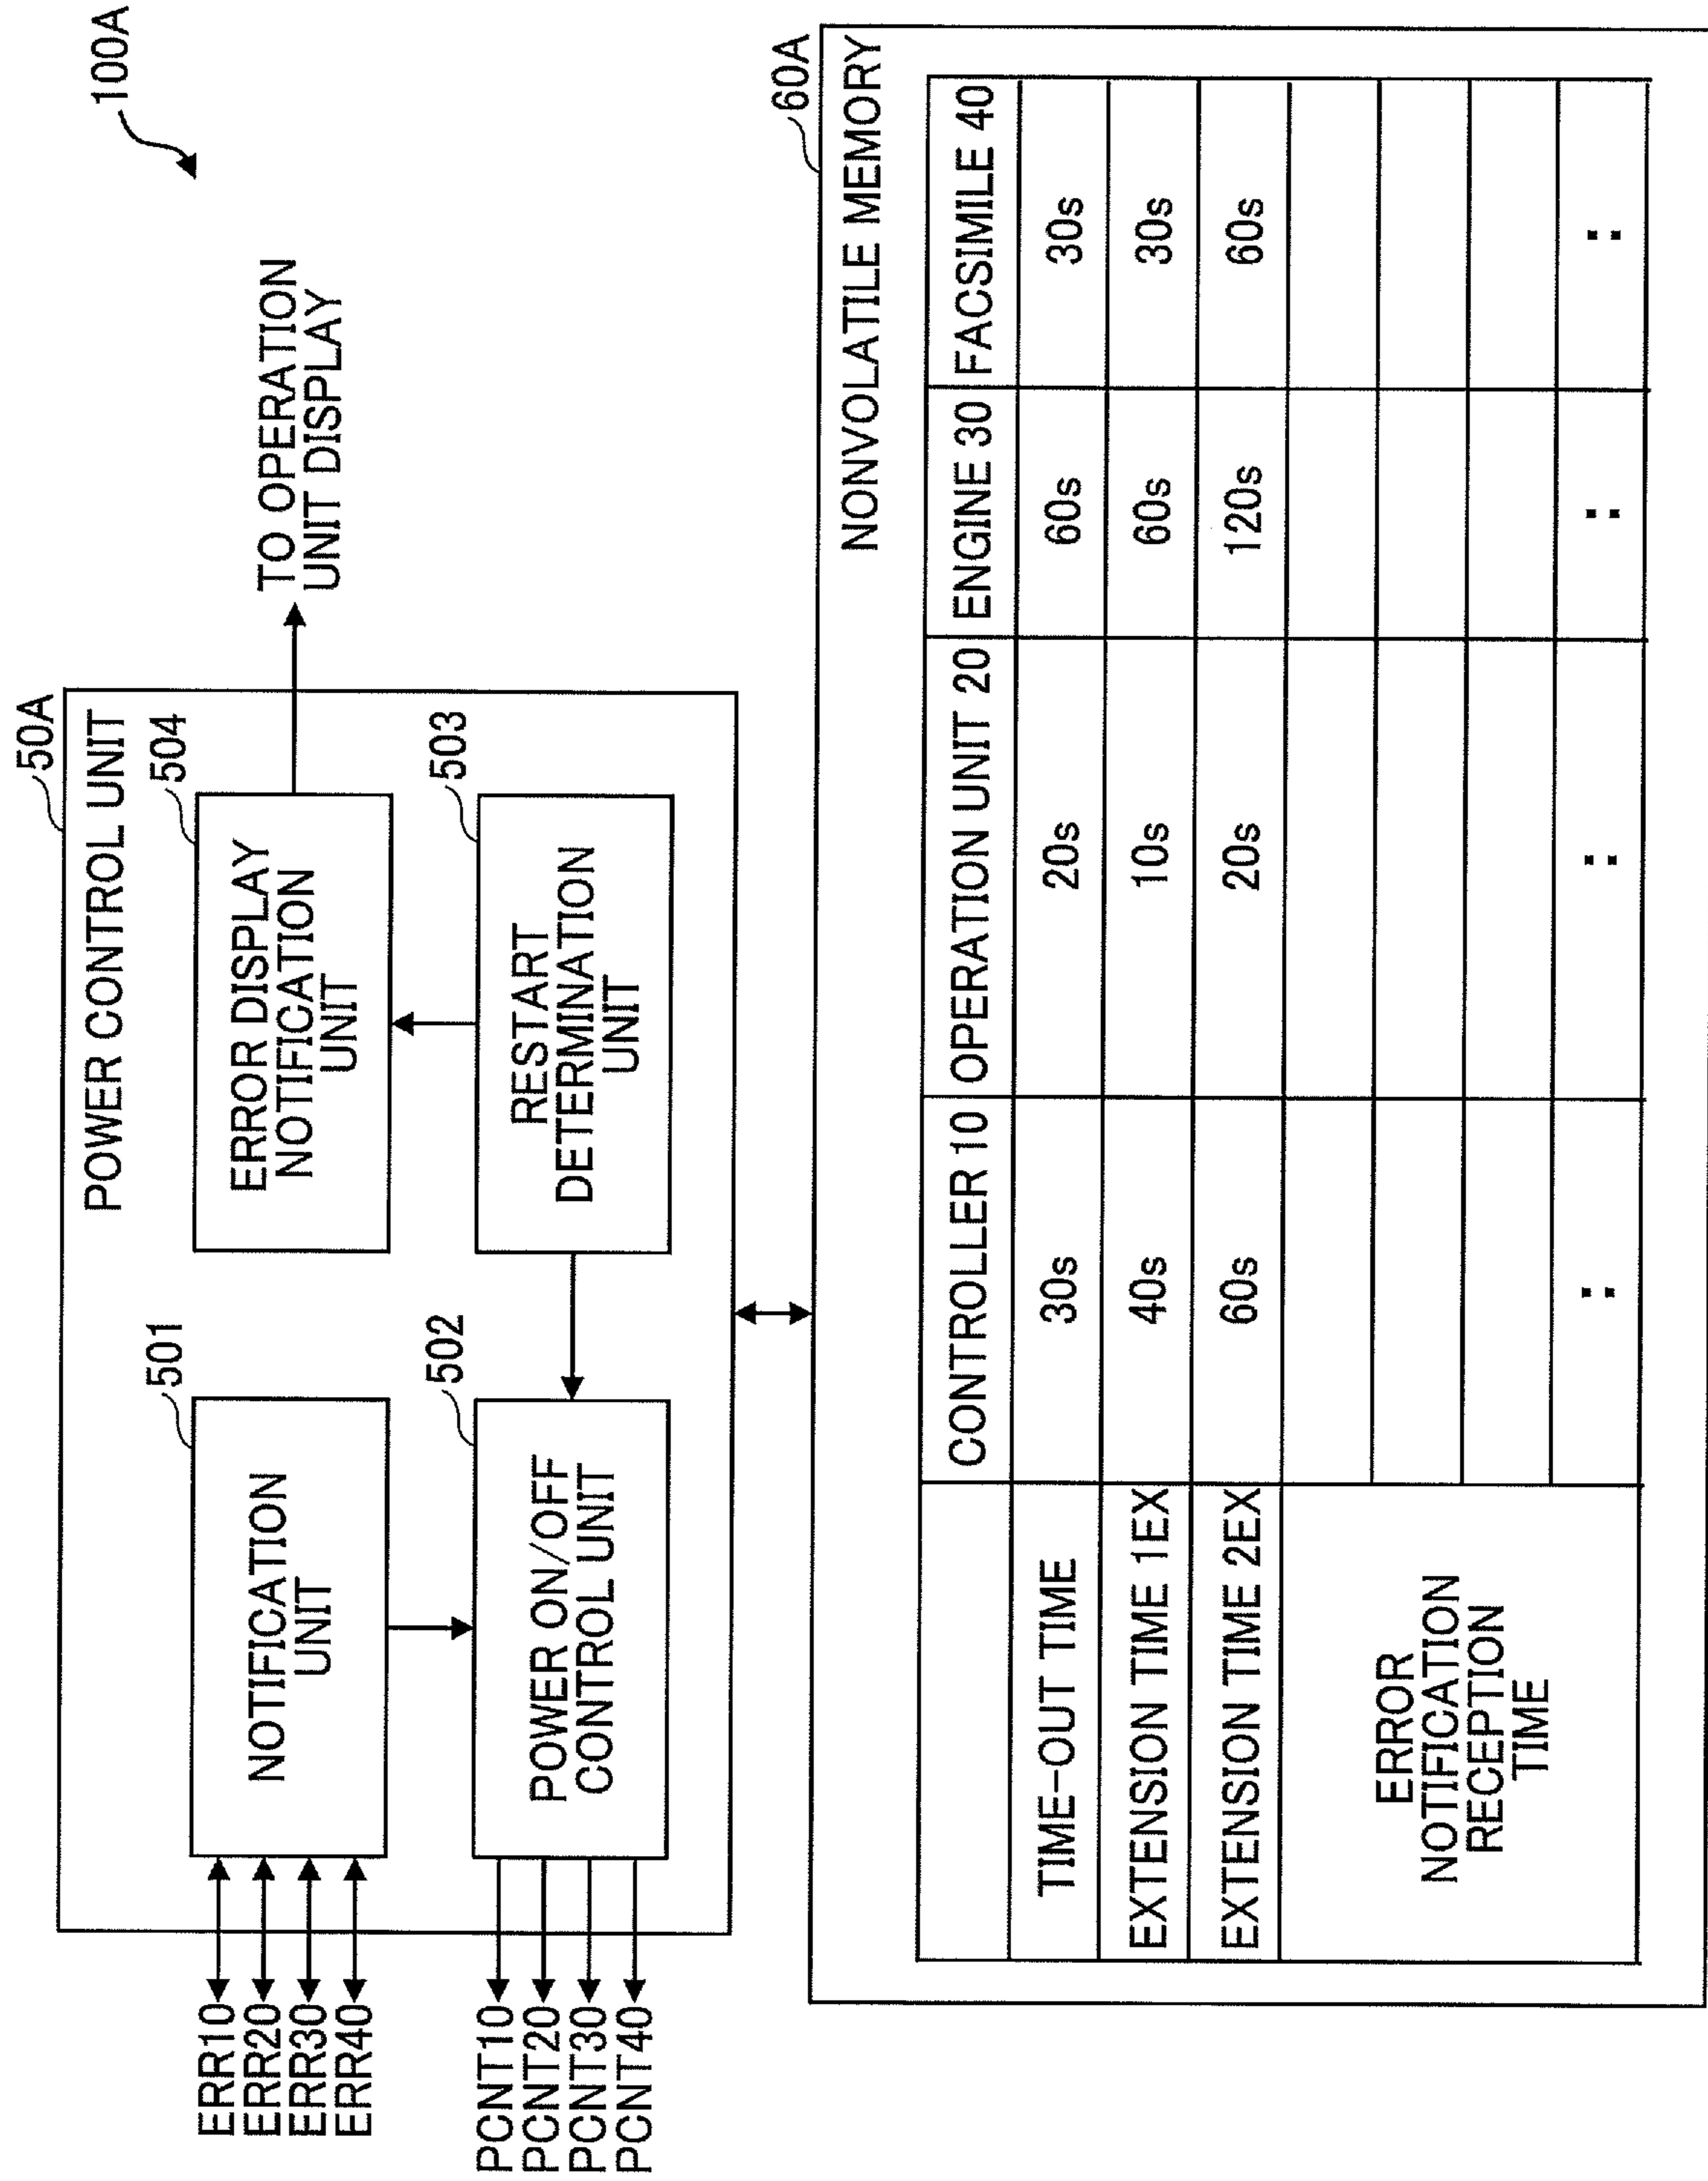 100A
50A
POWER CONTROL UNIT
501
504
NOTIFICATION
UNIT
ERROR DISPLAY
NOTIFICATION
UNIT
TO OPERATION
UNIT DISPLAY
ERR10
ERR20
ERR30
ERR40
502
503
POWER ON/OFF
CONTROL UNIT
RESTART
DETERMINATION
UNIT
PCNT10
PCNT20
PCNT30
PCNT40
60A
NONVOLATILE MEMORY
CONTROLLER 10 OPERATION UNIT 20 ENGINE 30 FACSIMILE 40
TIME-OUT TIME 30s 20s 60s 30s
EXTENSION TIME 1EX 40s 10s 60s 30s
EXTENSION TIME 2EX 60s 20s 120s 60s
ERROR
NOTIFICATION
RECEPTION
TIME
: : : :